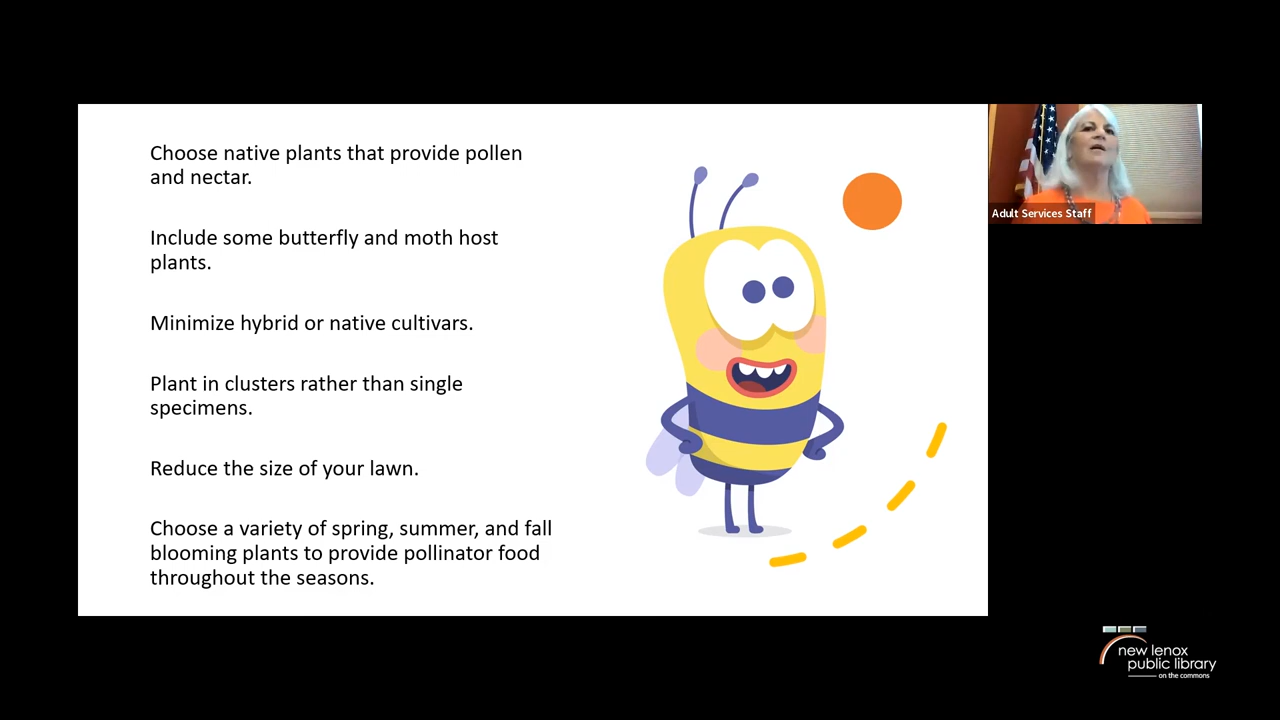 Choose native plants that provide pollen
and nectar.
Include some butterfly and moth host
plants.
Minimize hybrid or native cultivars.
Plant in clusters rather than single
specimens.
Reduce the size of your lawn.
Choose a variety of spring, summer, and fall
blooming plants to provide pollinator food
throughout the seasons.
Adult Services Staff
new lenox
public library
on the commons